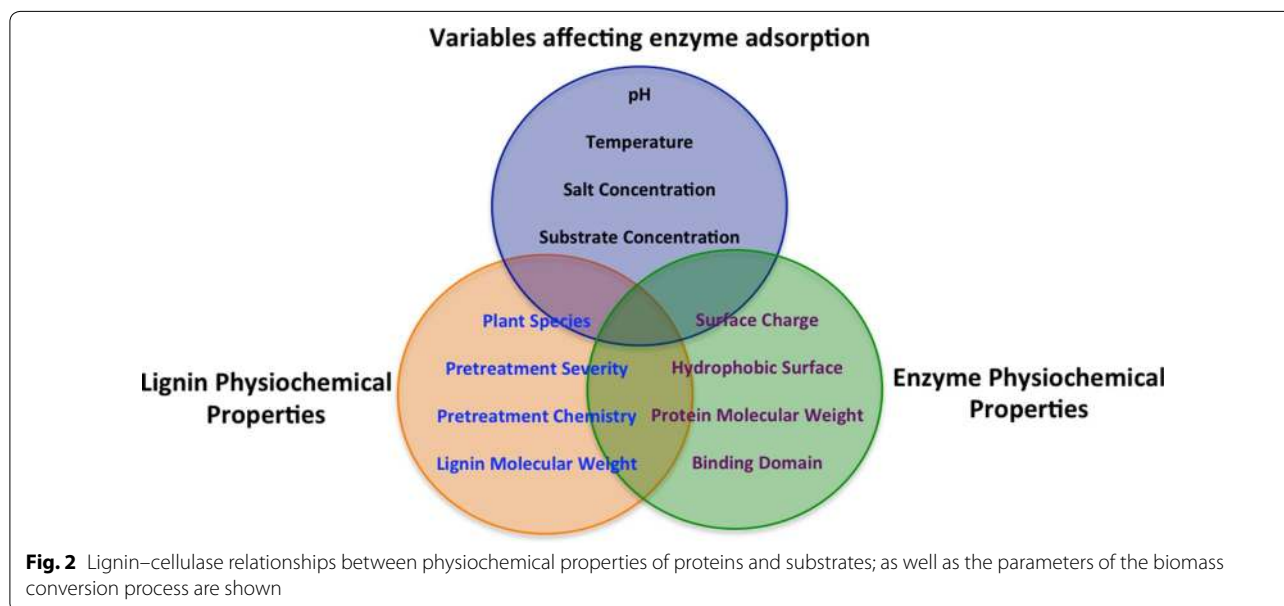 Variables affecting enzyme adsorption
pH
Temperature
Salt Concentration
Substrate Concentration
Plant Species
Pretreatment Severity
Pretreatment Chemistry
Lignin Molecular Weight
Surface Charge
Hydrophobic Surface
Protein Molecular Weight
Binding Domain
Lignin Physiochemical
Properties
Enzyme Physiochemical
Properties
Fig. 2 Lignin–cellulase relationships between physiochemical properties of proteins and substrates; as well as the parameters of the biomass
conversion process are shown